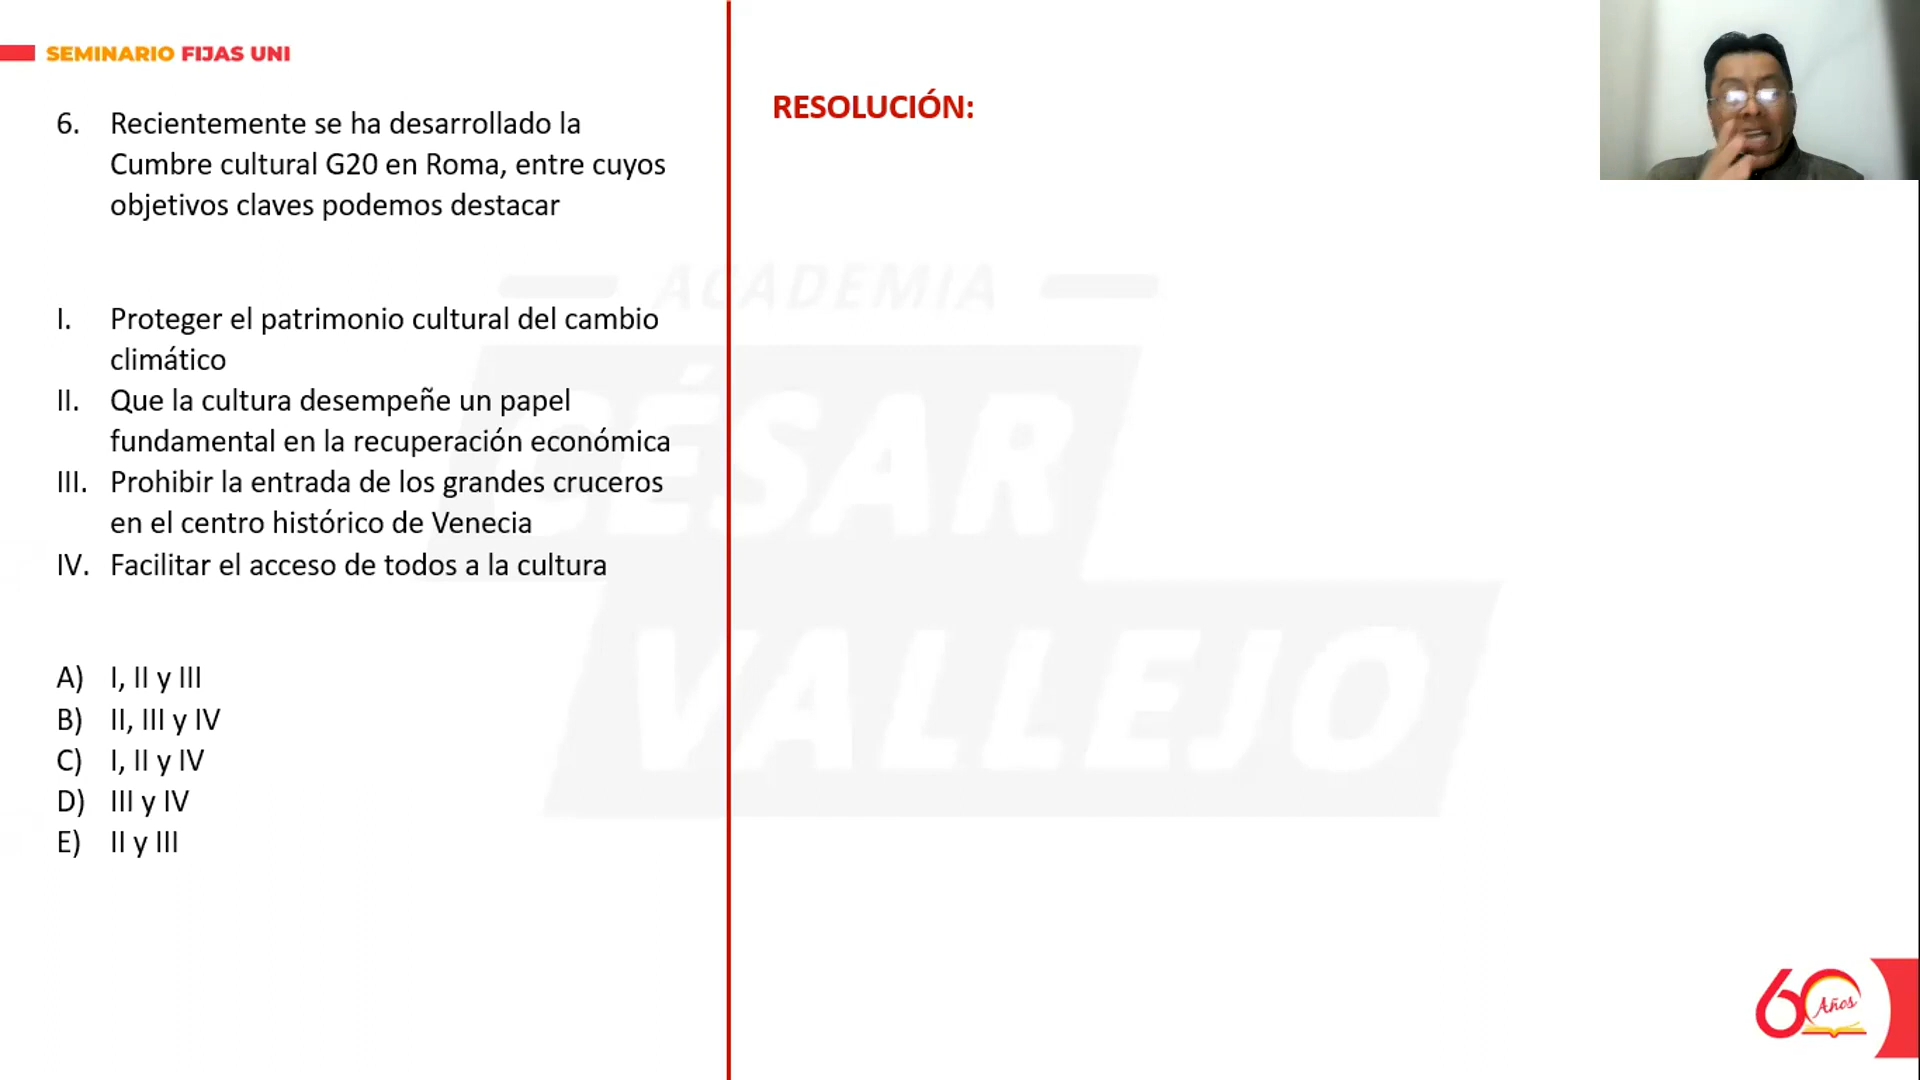 SEMINARIO FIJAS UNI
6. Recientemente se ha desarrollado la
Cumbre cultural G20 en Roma, entre cuyos
objetivos claves podemos destacar
I. Proteger el patrimonio cultural del cambio
climático
II. Que la cultura desempeñe un papel
fundamental en la recuperación económica
III. Prohibir la entrada de los grandes cruceros
en el centro histórico de Venecia
IV. Facilitar el acceso de todos a la cultura
A) I, II y III
B) II, III y IV
C) I, II y IV
D) III y IV
E) II y III
RESOLUCIÓN:
ACADEMIA
CÉSAR
VALLEJO
60 Años